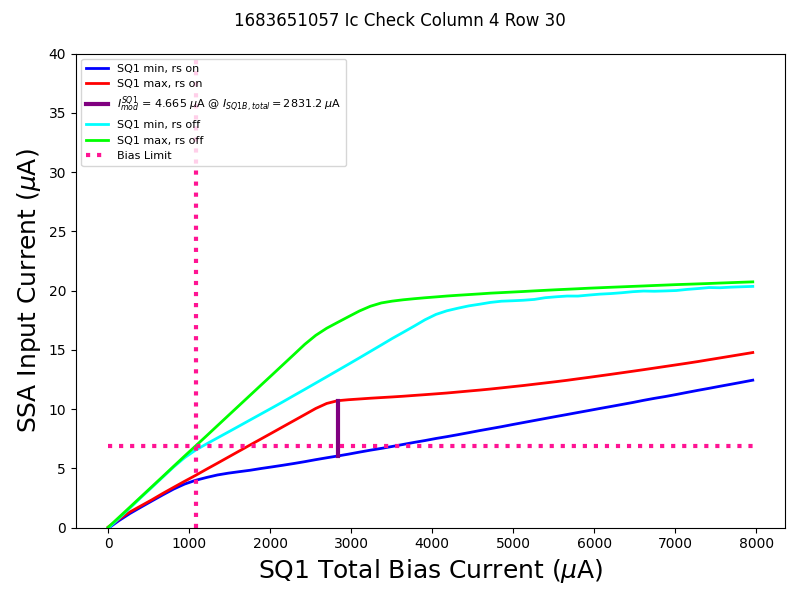 1683651057 Ic Check Column 4 Row 30
40
35
30
25
20
15
10
5
0
SSA Input Current (μA)
SQ1 min, rs on
SQ1 max, rs on
I_{mod}^{SQ1} = 4.665 μA @ I_{SQ1B, total} = 2831.2 μA
SQ1 min, rs off
SQ1 max, rs off
Bias Limit
0 1000 2000 3000 4000 5000 6000 7000 8000
SQ1 Total Bias Current (μA)